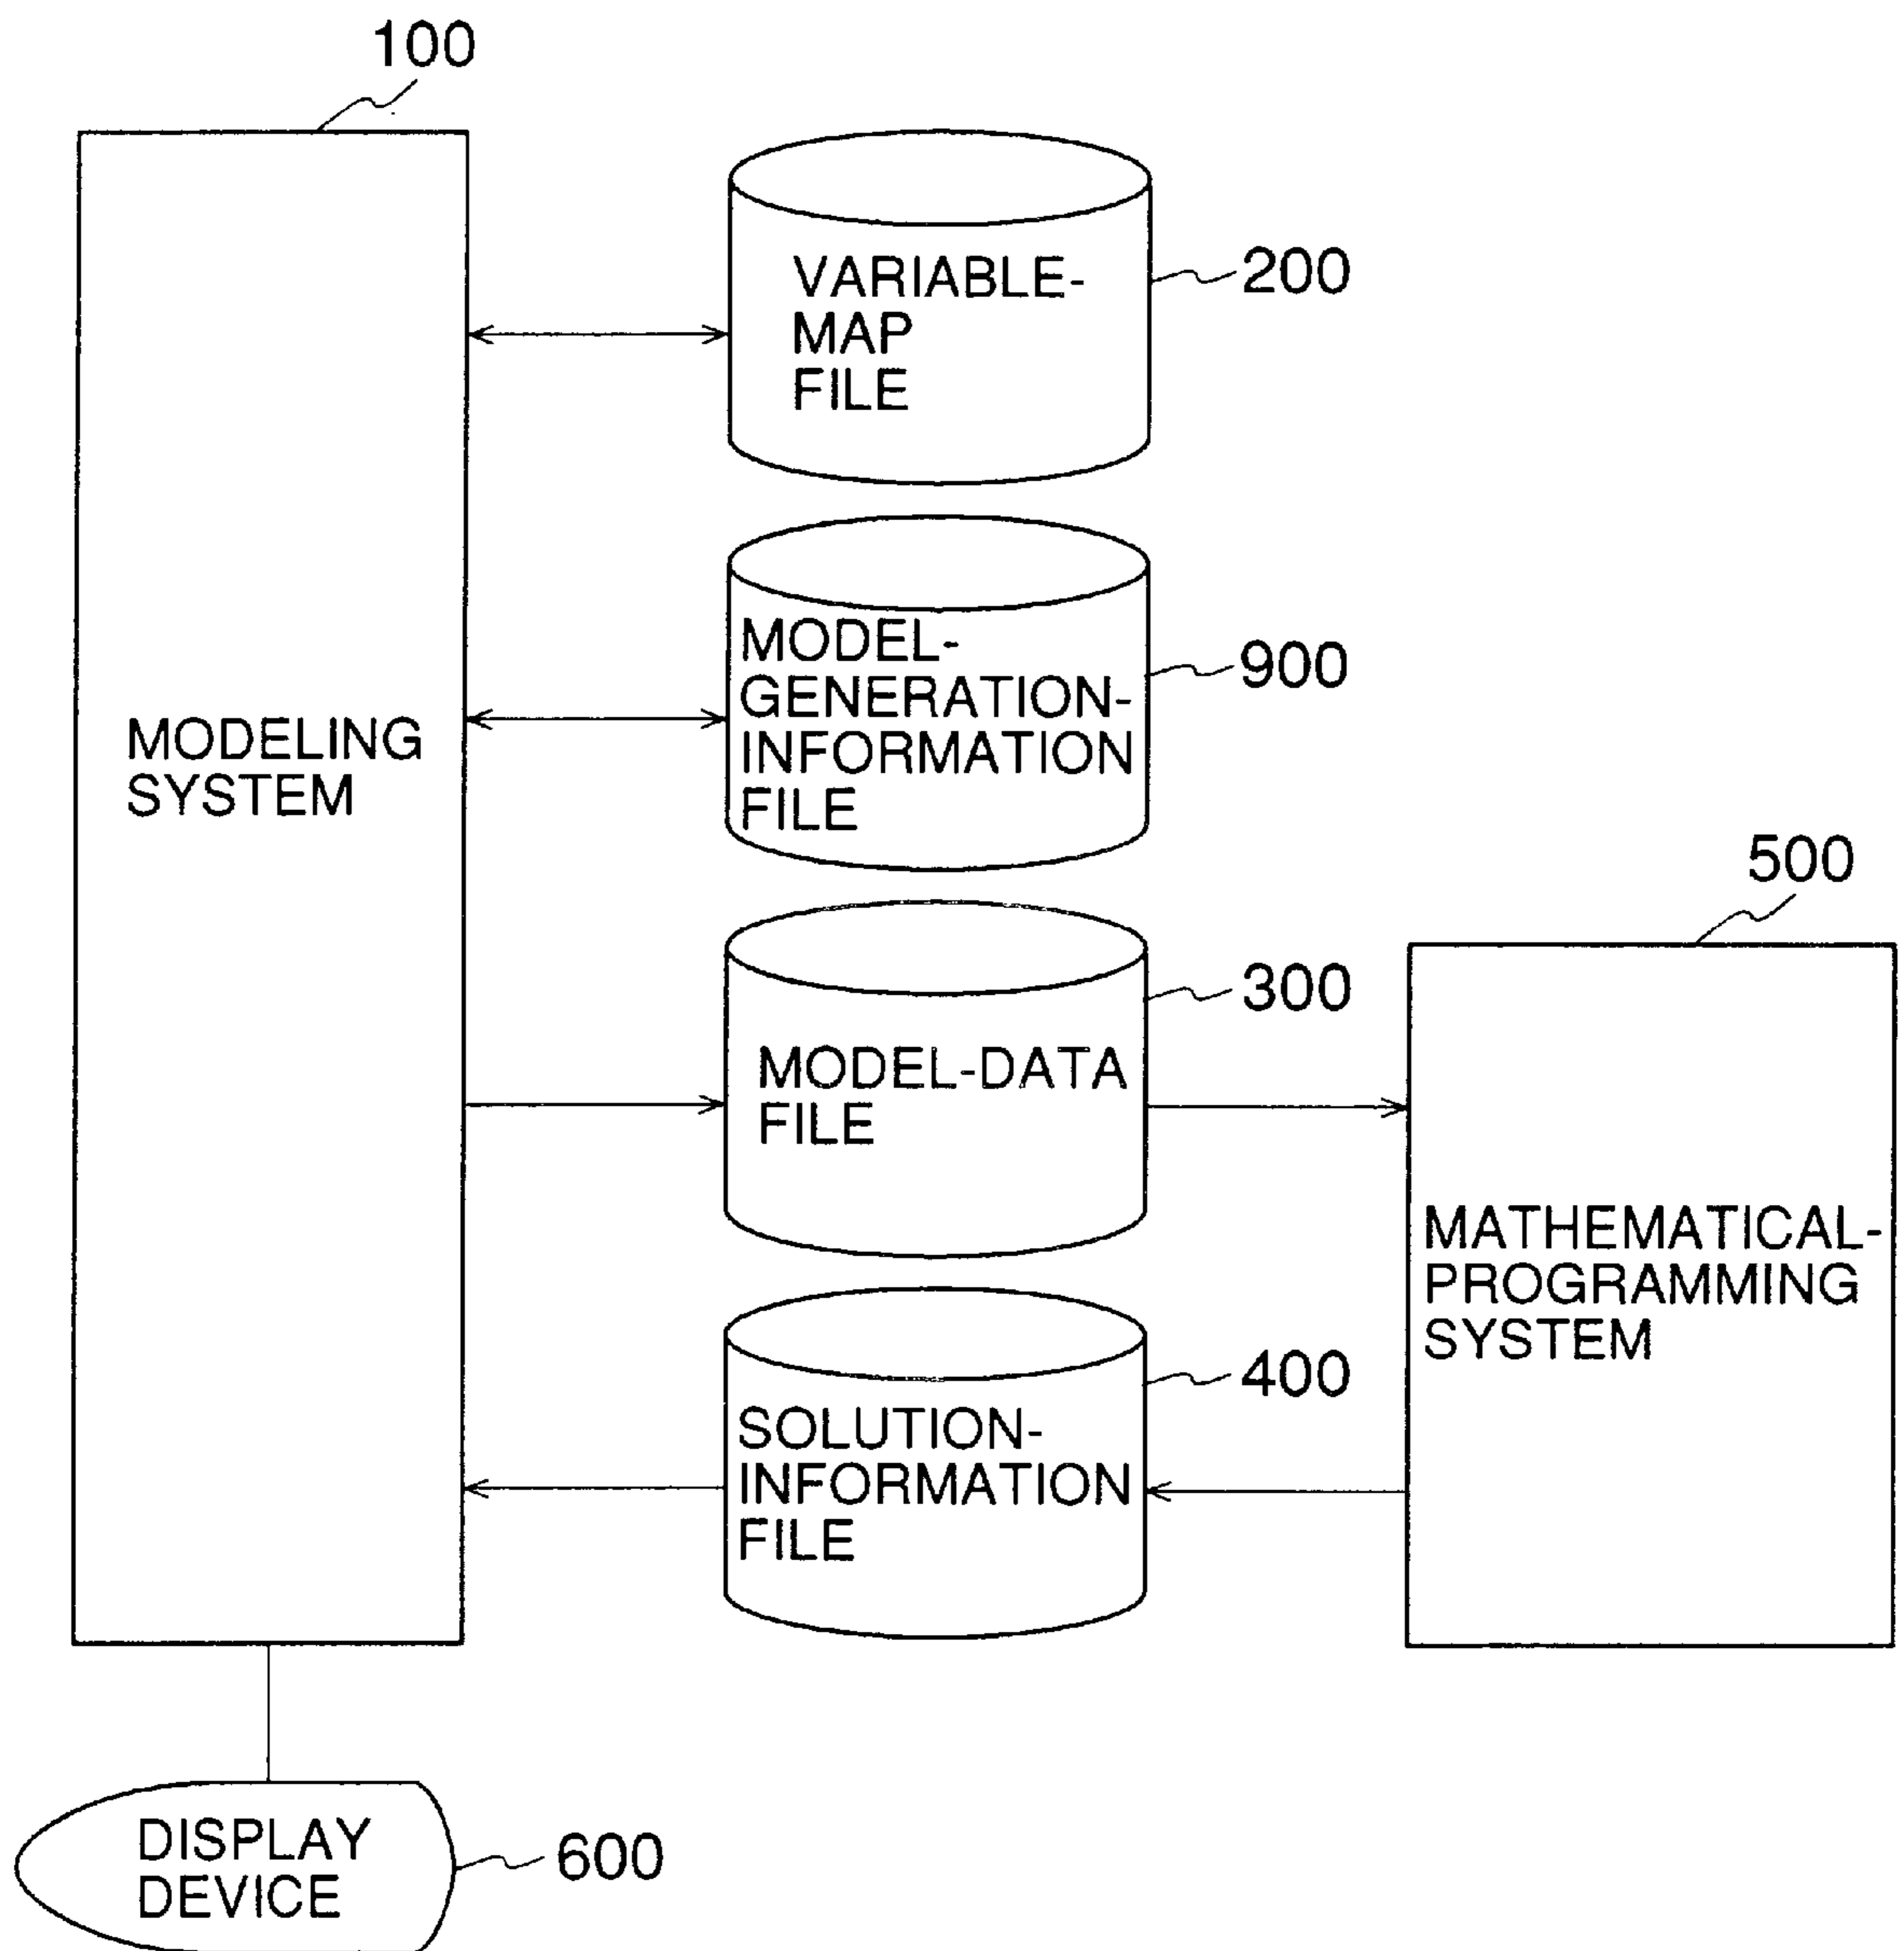 100
VARIABLE-
MAP
FILE
200
MODEL-
GENERATION-
INFORMATION
FILE
900
MODELING
SYSTEM
500
MODEL-DATA
FILE
300
MATHEMATICAL-
PROGRAMMING
SYSTEM
SOLUTION-
INFORMATION
FILE
400
DISPLAY
DEVICE
600